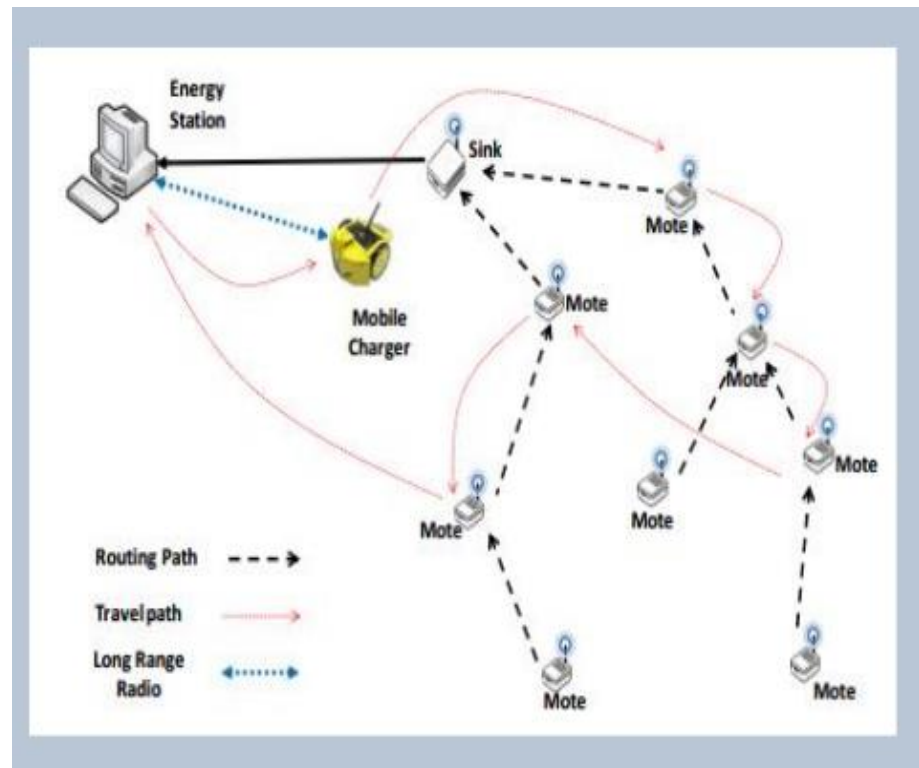 Energy
Station
Sink
Mote
Mobile
Charger
Mote
Mote
Mote
Mote
Mote
Routing Path
Travel path
Long Range
Radio
Mote
Mote